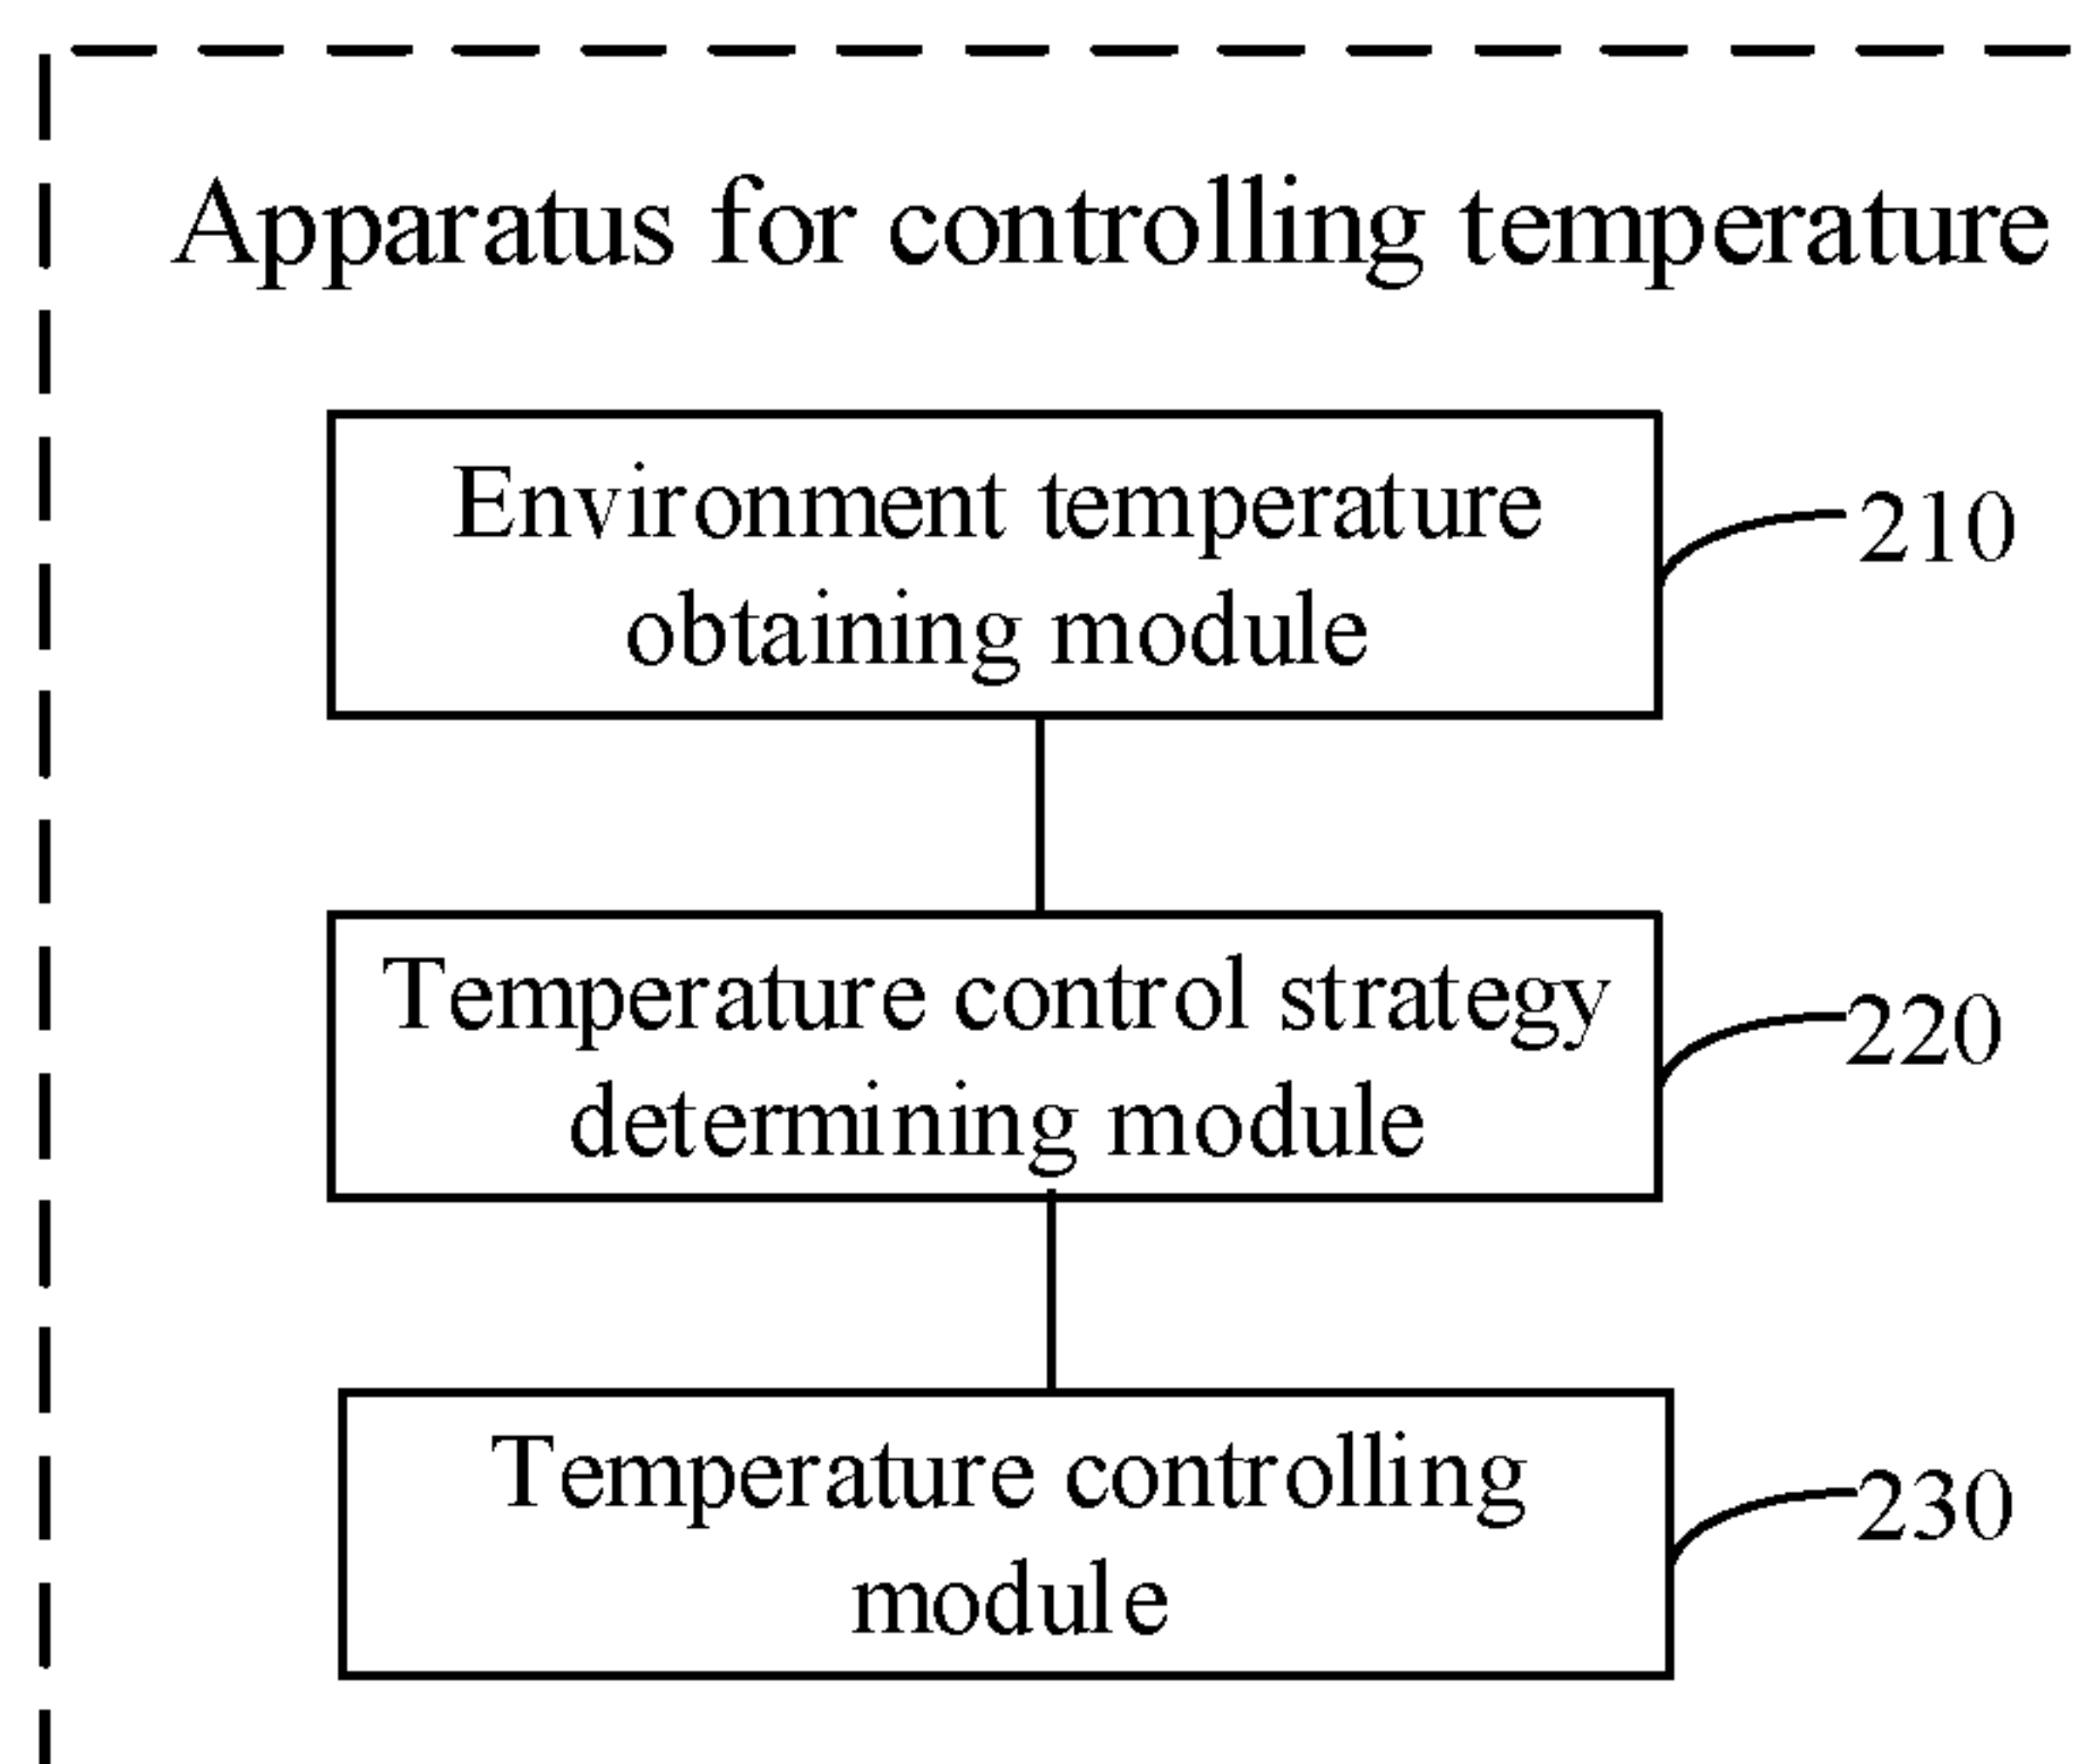 Apparatus for controlling temperature
Environment temperature
obtaining module
210
Temperature control strategy
determining module
220
Temperature controlling
module
230